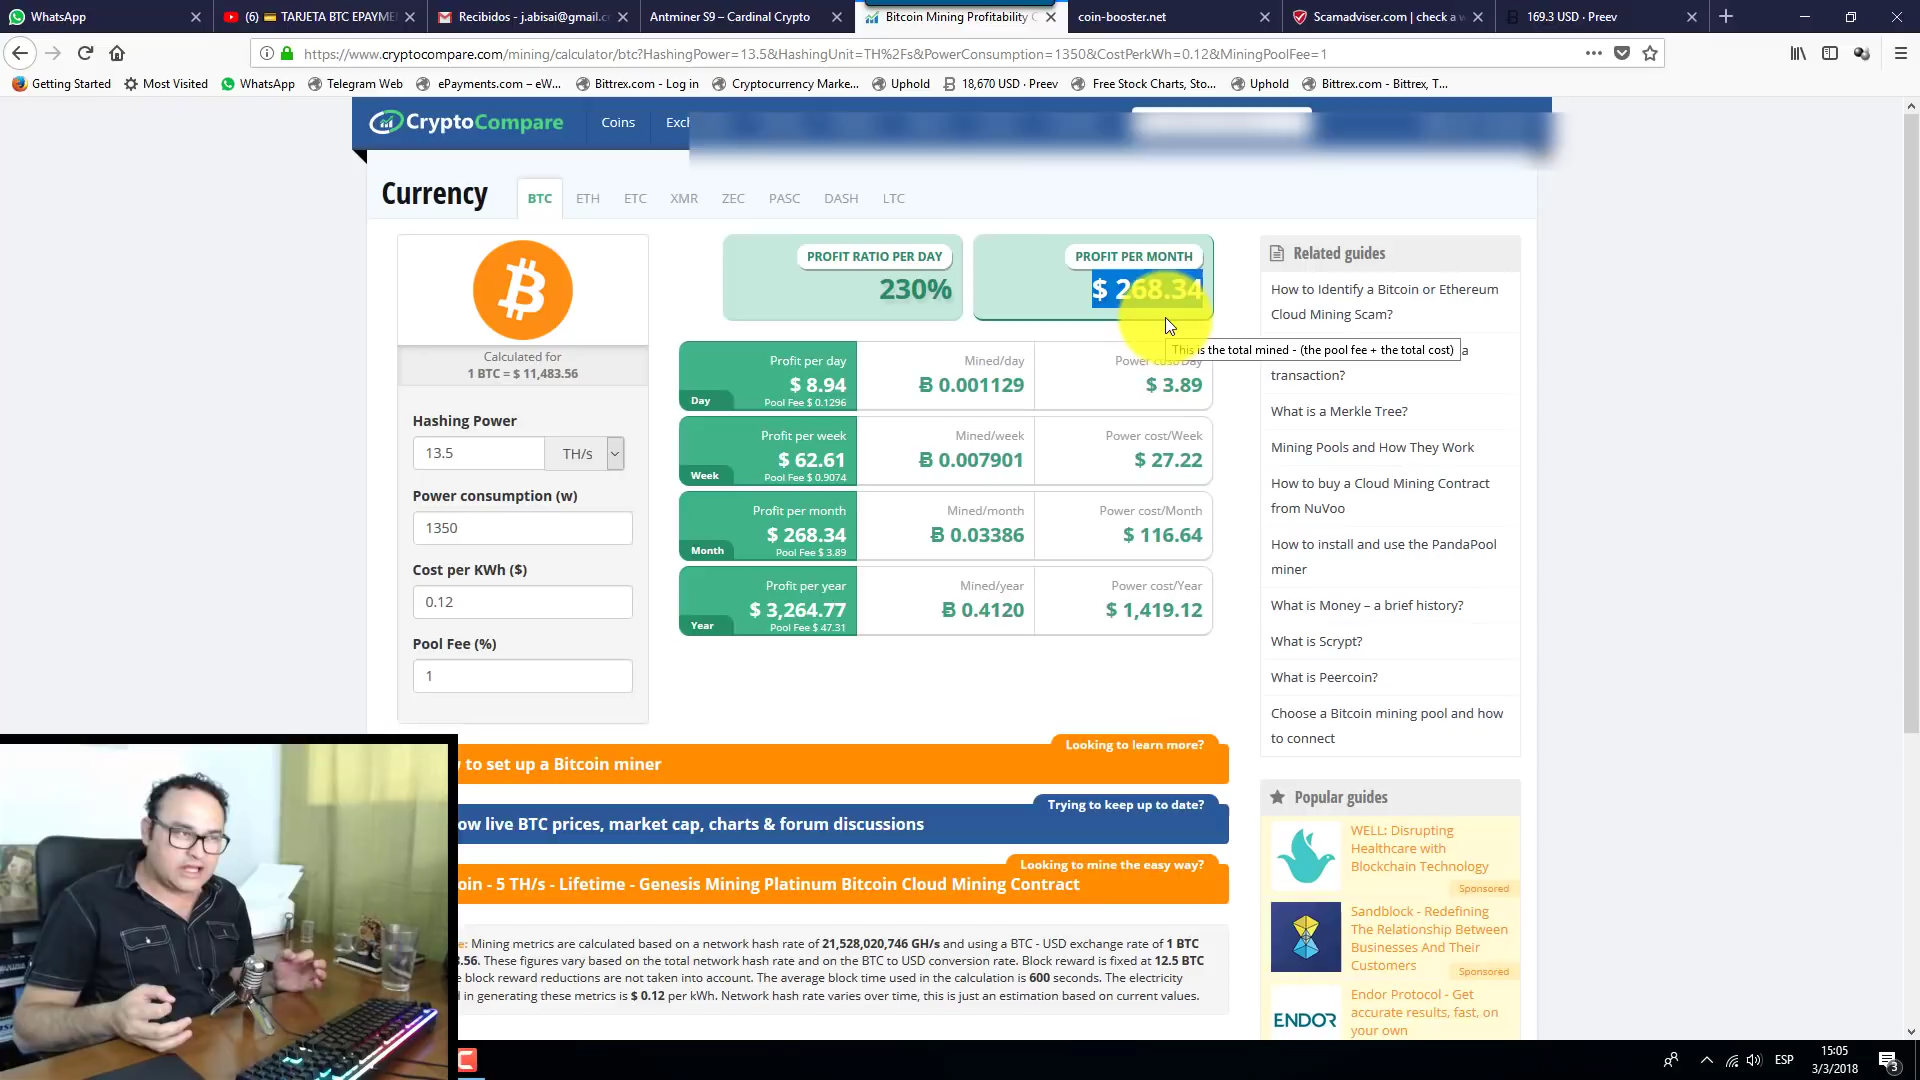 WhatsApp
(6) TARJETA BTC EPAYMEN
Recibidos - j.abisai@gmail.c
Antminer S9 – Cardinal Crypto
Bitcoin Mining Profitability C
coin-booster.net
Scamadviser.com | check a w
169.3 USD · Preev
https://www.cryptocompare.com/mining/calculator/btc?HashingPower=13.5&HashingUnit=TH%2Fs&PowerConsumption=1350&CostPerkWh=0.12&MiningPoolFee=1
Getting Started
Most Visited
WhatsApp
Telegram Web
ePayments.com – eW...
Bittrex.com - Log in
Cryptocurrency Marke...
Uphold
18,670 USD · Preev
Free Stock Charts, Sto...
Uphold
Bittrex.com - Bittrex, T...
CryptoCompare
Coins
Exc
Currency
BTC
ETH
ETC
XMR
ZEC
PASC
DASH
LTC
Calculated for
1 BTC = $ 11,483.56
Hashing Power
13.5
TH/s
Power consumption (w)
1350
Cost per KWh ($)
0.12
Pool Fee (%)
1
PROFIT RATIO PER DAY
230%
PROFIT PER MONTH
$ 268.34
This is the total mined - (the pool fee + the total cost)
Profit per day
$ 8.94
Pool Fee $ 0.1296
Day
Mined/day
Ƀ 0.001129
Power cost/Day
$ 3.89
Profit per week
$ 62.61
Pool Fee $ 0.9074
Week
Mined/week
Ƀ 0.007901
Power cost/Week
$ 27.22
Profit per month
$ 268.34
Pool Fee $ 3.89
Month
Mined/month
Ƀ 0.03386
Power cost/Month
$ 116.64
Profit per year
$ 3,264.77
Pool Fee $ 47.31
Year
Mined/year
Ƀ 0.4120
Power cost/Year
$ 1,419.12
Looking to learn more?
to set up a Bitcoin miner
Trying to keep up to date?
ow live BTC prices, market cap, charts & forum discussions
Looking to mine the easy way?
oin - 5 TH/s - Lifetime - Genesis Mining Platinum Bitcoin Cloud Mining Contract
e: Mining metrics are calculated based on a network hash rate of 21,528,020,746 GH/s and using a BTC - USD exchange rate of 1 BTC
3.56. These figures vary based on the total network hash rate and on the BTC to USD conversion rate. Block reward is fixed at 12.5 BTC
e block reward reductions are not taken into account. The average block time used in the calculation is 600 seconds. The electricity
d in generating these metrics is $ 0.12 per kWh. Network hash rate varies over time, this is just an estimation based on current values.
Related guides
How to Identify a Bitcoin or Ethereum
Cloud Mining Scam?
a
transaction?
What is a Merkle Tree?
Mining Pools and How They Work
How to buy a Cloud Mining Contract
from NuVoo
How to install and use the PandaPool
miner
What is Money – a brief history?
What is Scrypt?
What is Peercoin?
Choose a Bitcoin mining pool and how
to connect
Popular guides
WELL: Disrupting
Healthcare with
Blockchain Technology
Sponsored
Sandblock - Redefining
The Relationship Between
Businesses And Their
Customers
Sponsored
ENDOR
Endor Protocol - Get
accurate results, fast, on
your own
ESP
15:05
3/3/2018
3